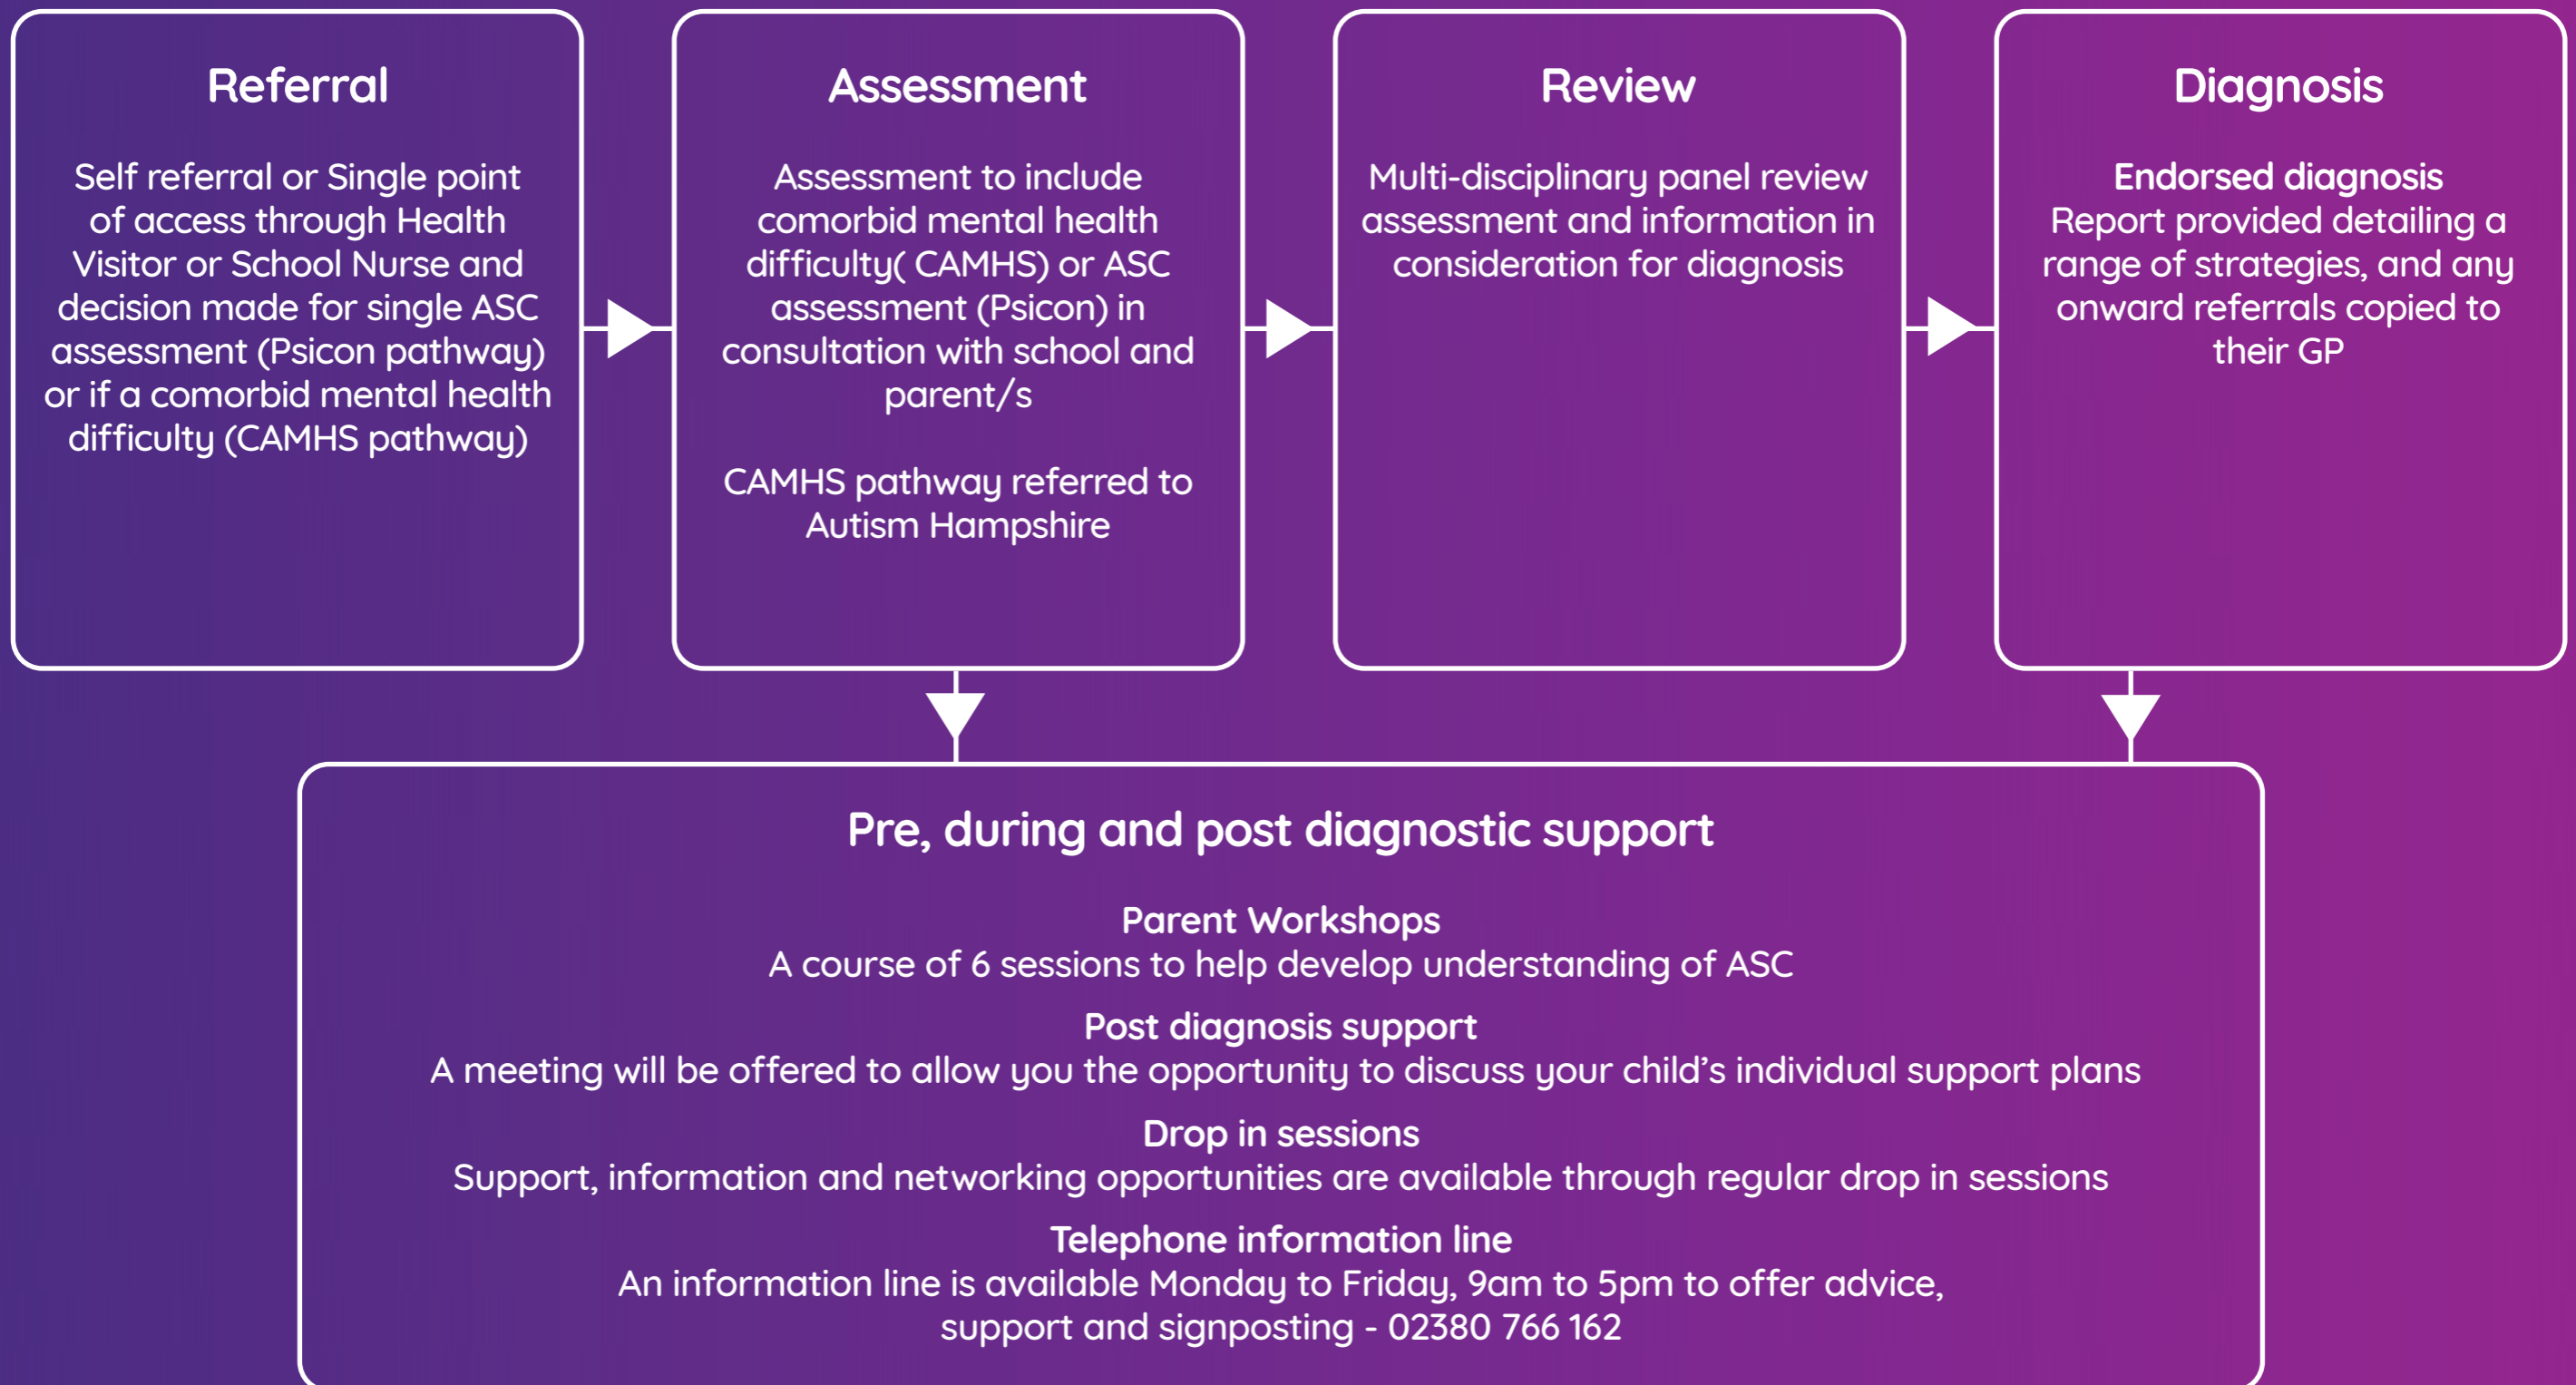 Referral
Self referral or Single point
of access through Health
Visitor or School Nurse and
decision made for single ASC
assessment (Psicon pathway)
or if a comorbid mental health
difficulty (CAMHS pathway)
Assessment
Assessment to include
comorbid mental health
difficulty( CAMHS) or ASC
assessment (Psicon) in
consultation with school and
parent/s
CAMHS pathway referred to
Autism Hampshire
Review
Multi-disciplinary panel review
assessment and information in
consideration for diagnosis
Diagnosis
Endorsed diagnosis
Report provided detailing a
range of strategies, and any
onward referrals copied to
their GP
Pre, during and post diagnostic support
Parent Workshops
A course of 6 sessions to help develop understanding of ASC
Post diagnosis support
A meeting will be offered to allow you the opportunity to discuss your child’s individual support plans
Drop in sessions
Support, information and networking opportunities are available through regular drop in sessions
Telephone information line
An information line is available Monday to Friday, 9am to 5pm to offer advice,
support and signposting - 02380 766 162